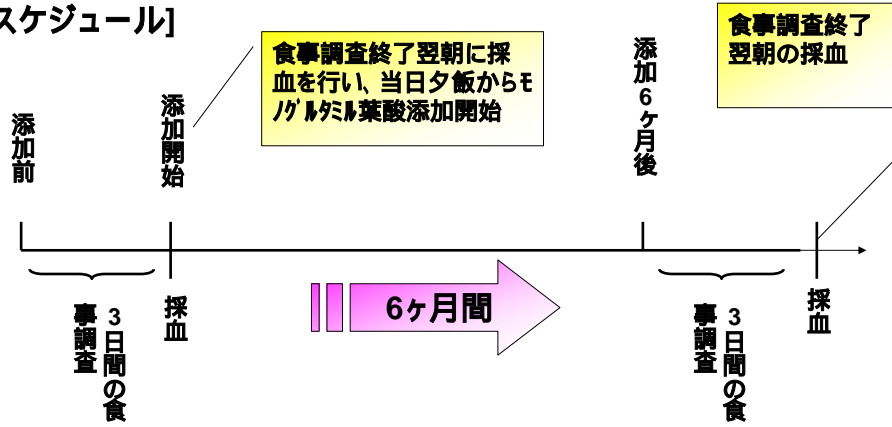 スケジュール]
食事調査終了翌朝に採
血を行い、当日夕飯からモ
ノグルタミル葉酸添加開始
食事調査終了
翌朝の採血
添加前
添加開始
添加6ヶ月後
6ヶ月間
3日間の食
事調査
採血
3日間の食
事調査
採血